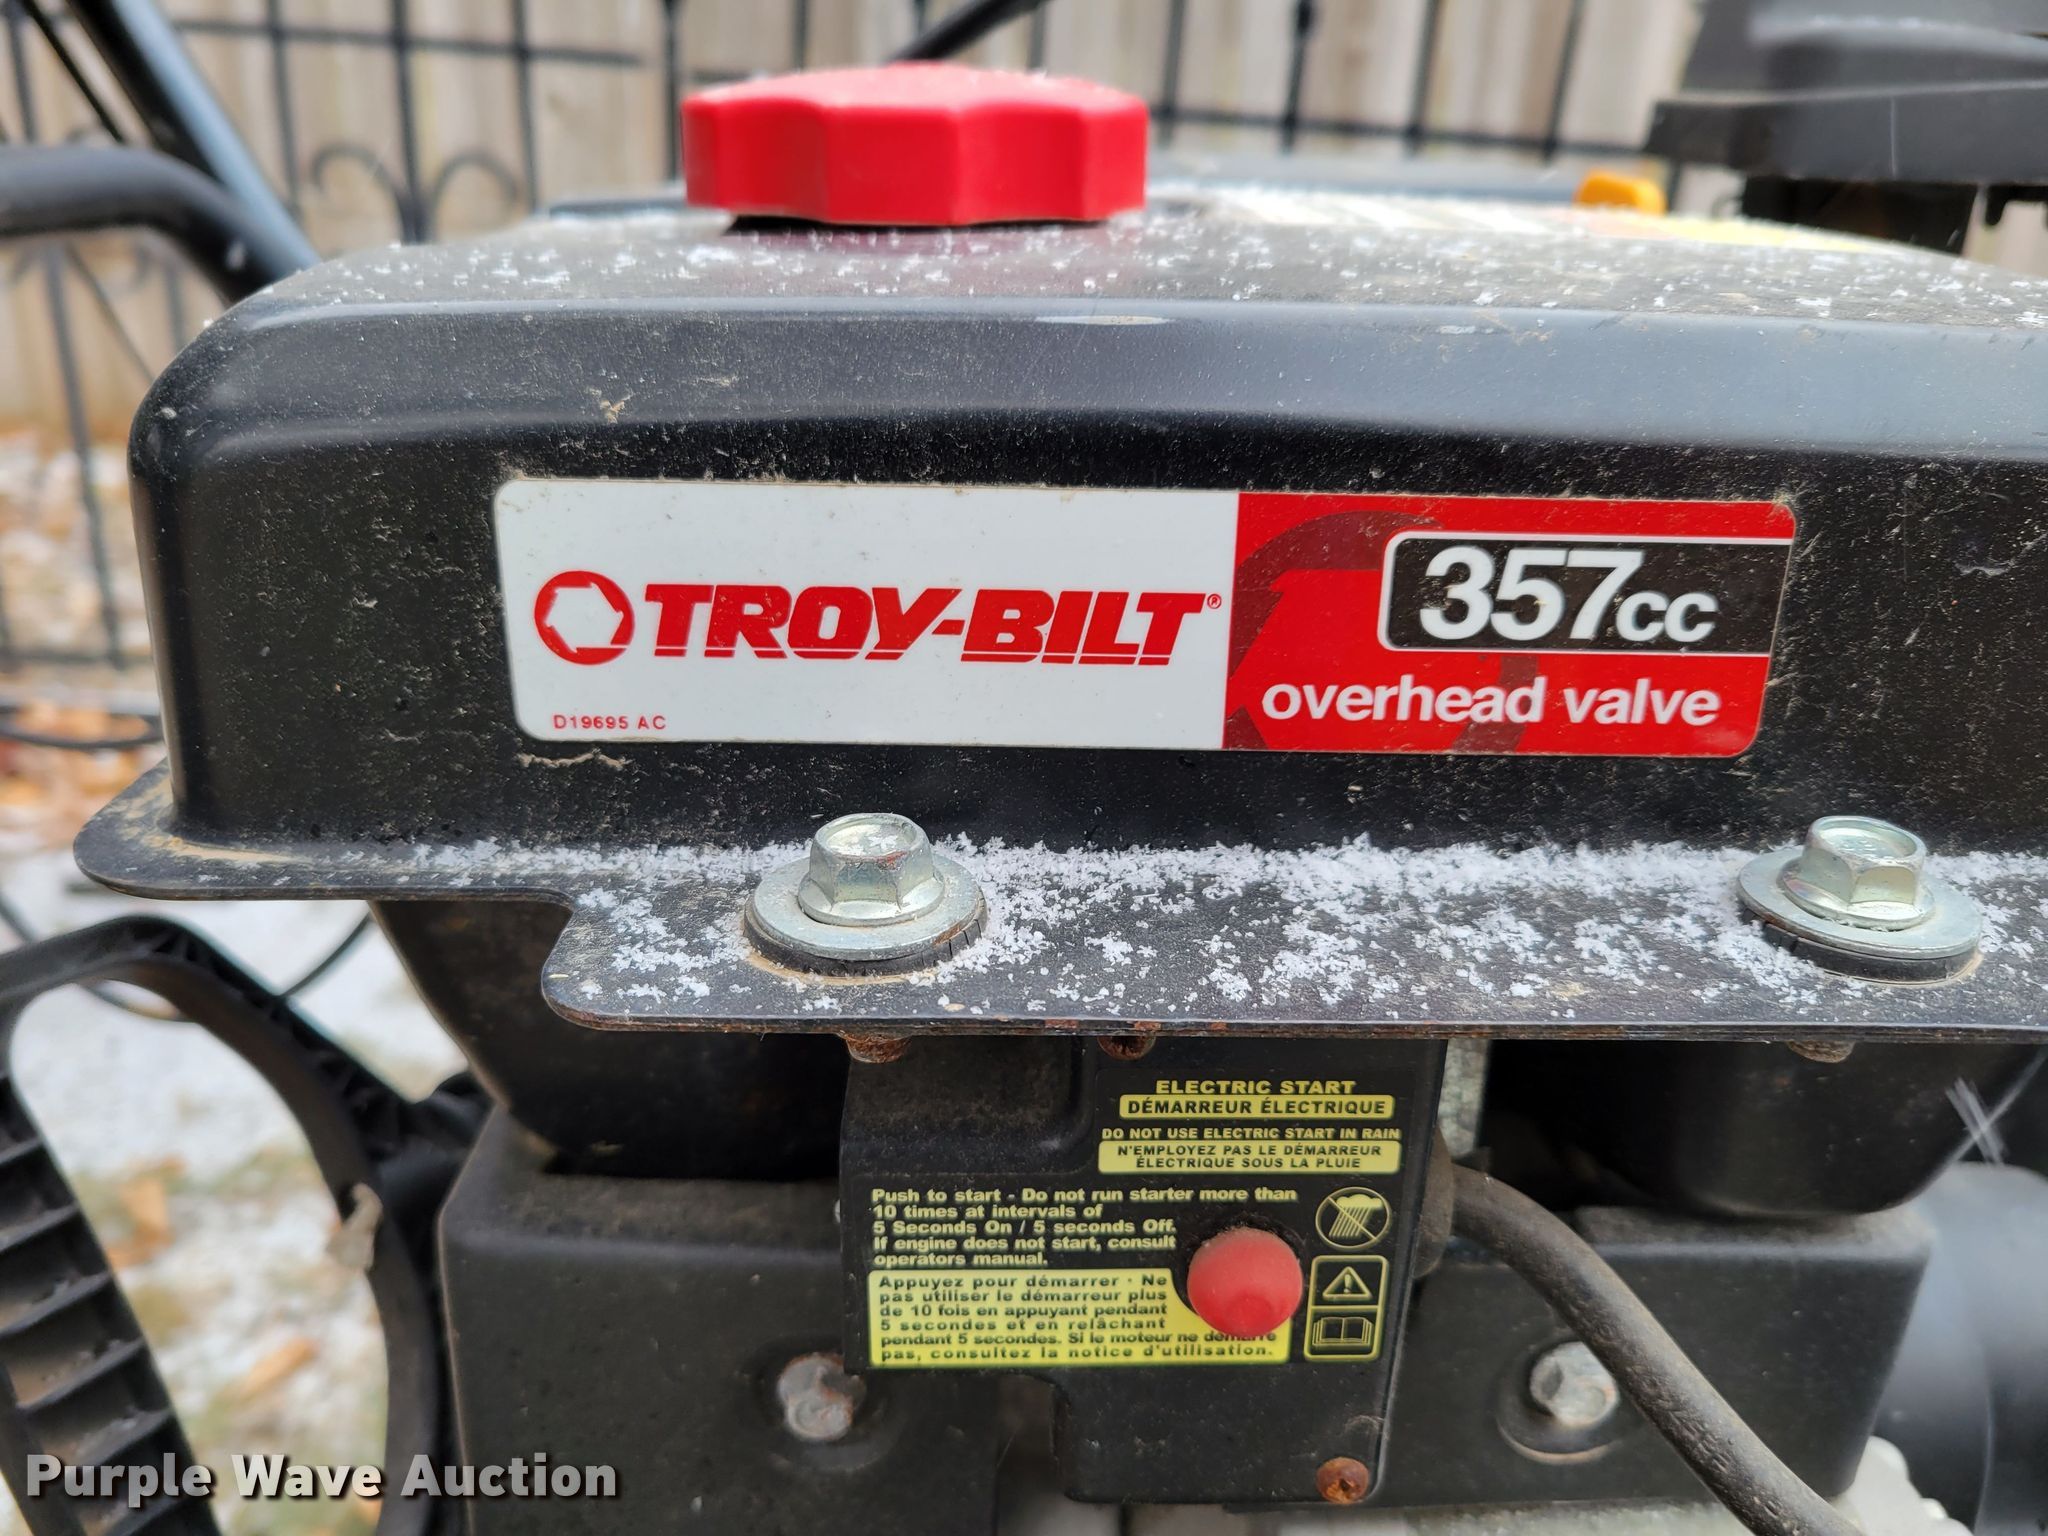 TROY-BILT®
357cc
overhead valve
D19695 AC
ELECTRIC START
DÉMARREUR ÉLECTRIQUE
DO NOT USE ELECTRIC START IN RAIN
N'EMPLOYEZ PAS LE DÉMARREUR
ÉLECTRIQUE SOUS LA PLUIE
Push to start - Do not run starter more than
10 times at intervals of
5 Seconds On / 5 seconds Off.
If engine does not start, consult
operators manual.
Appuyez pour démarrer · Ne
pas utiliser le démarreur plus
de 10 fois en appuyant pendant
5 secondes et en relâchant
pendant 5 secondes. Si le moteur ne démarre
pas, consultez la notice d'utilisation.
Purple Wave Auction